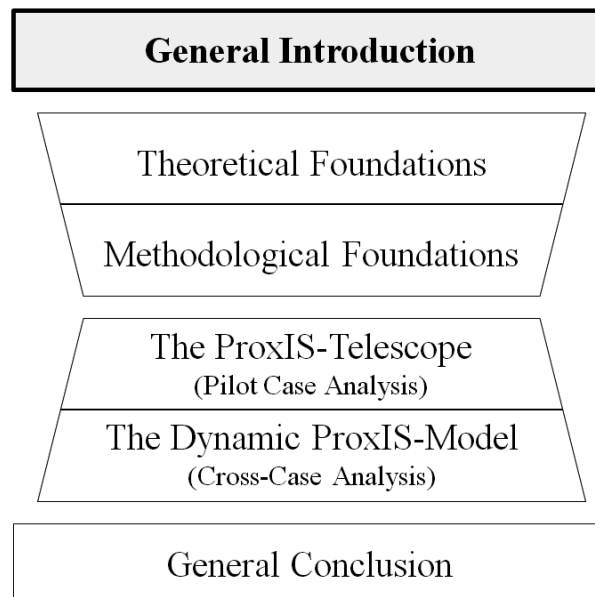 General Introduction
Theoretical Foundations
Methodological Foundations
The ProxIS-Telescope
(Pilot Case Analysis)
The Dynamic ProxIS-Model
(Cross-Case Analysis)
General Conclusion